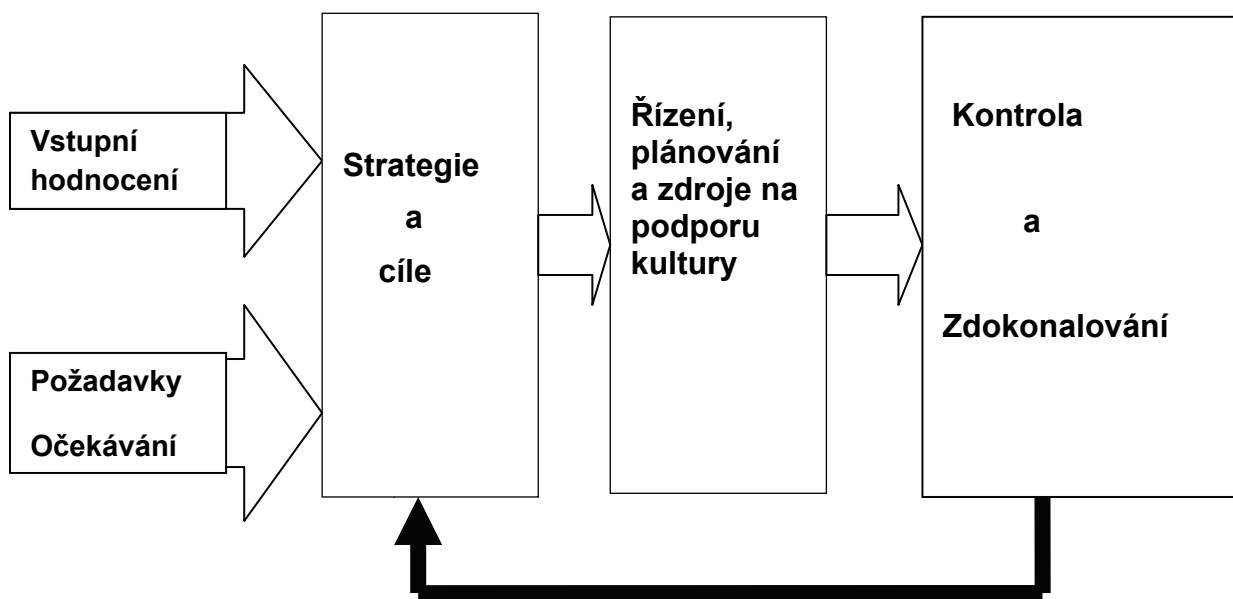 Vstupní
hodnocení
Požadavky
Očekávání
Strategie
a
cíle
Řízení,
plánování
a zdroje na
podporu
kultury
Kontrola
a
Zdokonalování